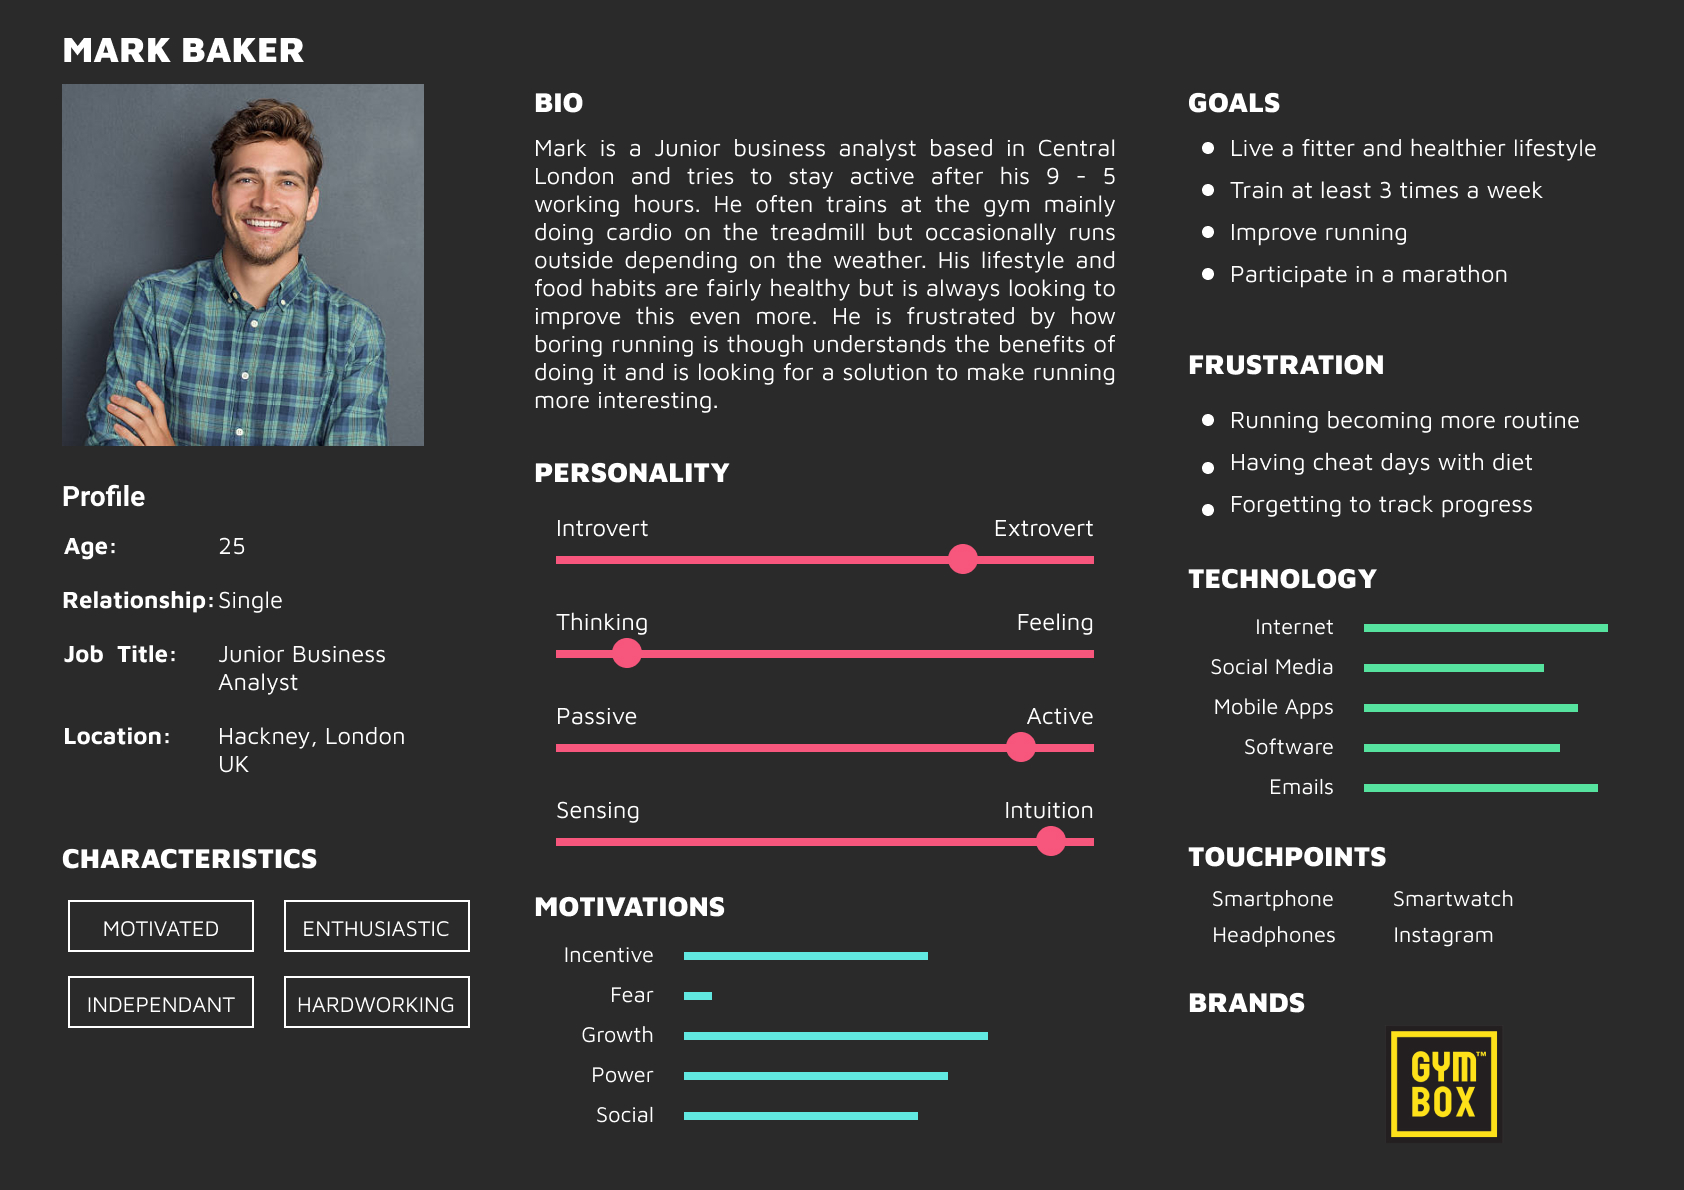 MARK BAKER
Profile
Age: 25
Relationship: Single
Job Title: Junior Business
Analyst
Location: Hackney, London
UK
CHARACTERISTICS
MOTIVATED ENTHUSIASTIC
INDEPENDANT HARDWORKING
BIO
Mark is a Junior business analyst based in Central
London and tries to stay active after his 9 - 5
working hours. He often trains at the gym mainly
doing cardio on the treadmill but occasionally runs
outside depending on the weather. His lifestyle and
food habits are fairly healthy but is always looking to
improve this even more. He is frustrated by how
boring running is though understands the benefits of
doing it and is looking for a solution to make running
more interesting.
PERSONALITY
Introvert Extrovert
Thinking Feeling
Passive Active
Sensing Intuition
MOTIVATIONS
Incentive
Fear
Growth
Power
Social
GOALS
Live a fitter and healthier lifestyle
Train at least 3 times a week
Improve running
Participate in a marathon
FRUSTRATION
Running becoming more routine
Having cheat days with diet
Forgetting to track progress
TECHNOLOGY
Internet
Social Media
Mobile Apps
Software
Emails
TOUCHPOINTS
Smartphone Smartwatch
Headphones Instagram
BRANDS
GYM™
BOX